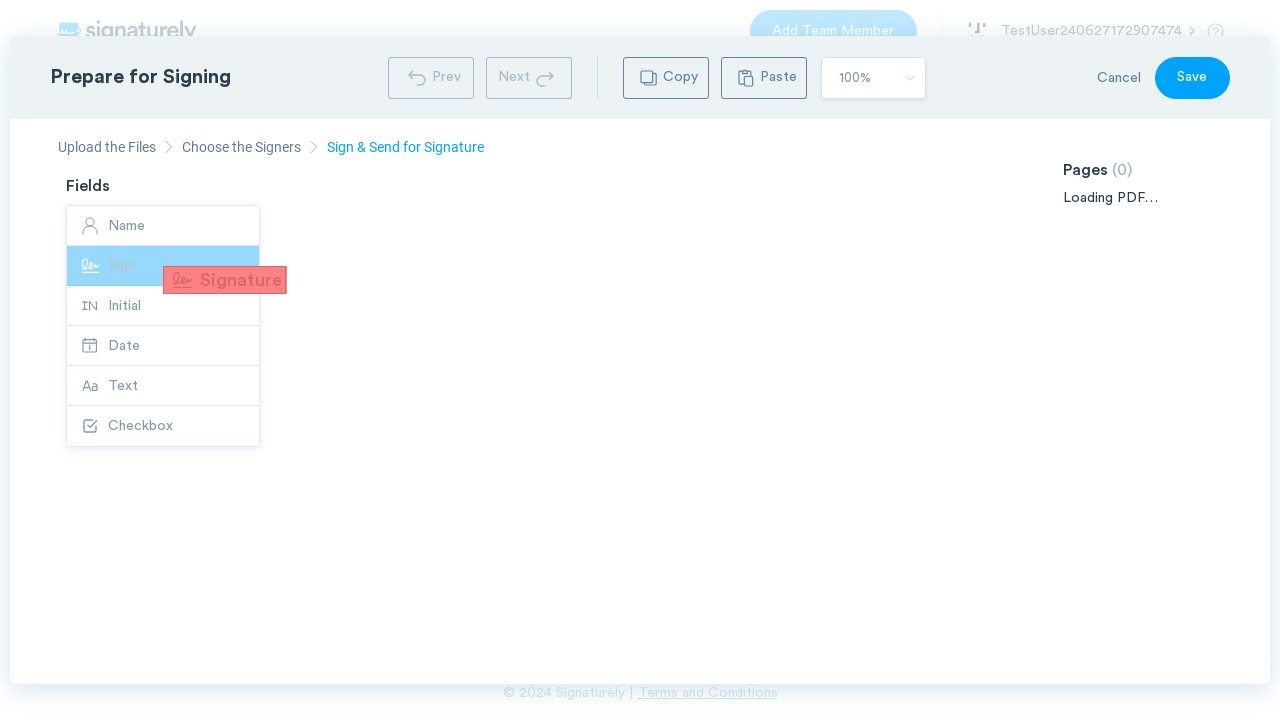 signaturely
Add Team Member
TestUser240627172907474
Prepare for Signing
Prev
Next
Copy
Paste
100%
Cancel
Save
Upload the Files
Choose the Signers
Sign & Send for Signature
Fields
Name
Sign
Signature
IN Initial
Date
Aa Text
Checkbox
Pages (0)
Loading PDF...
© 2024 Signaturely | Terms and Conditions